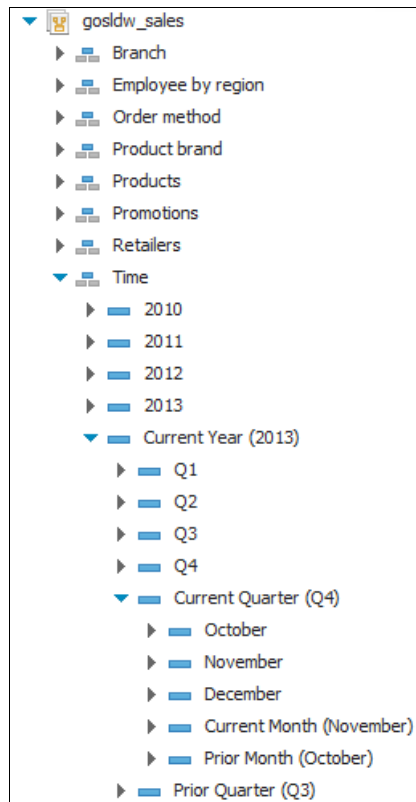 gosldw_sales
Branch
Employee by region
Order method
Product brand
Products
Promotions
Retailers
Time
2010
2011
2012
2013
Current Year (2013)
Q1
Q2
Q3
Q4
Current Quarter (Q4)
October
November
December
Current Month (November)
Prior Month (October)
Prior Quarter (Q3)